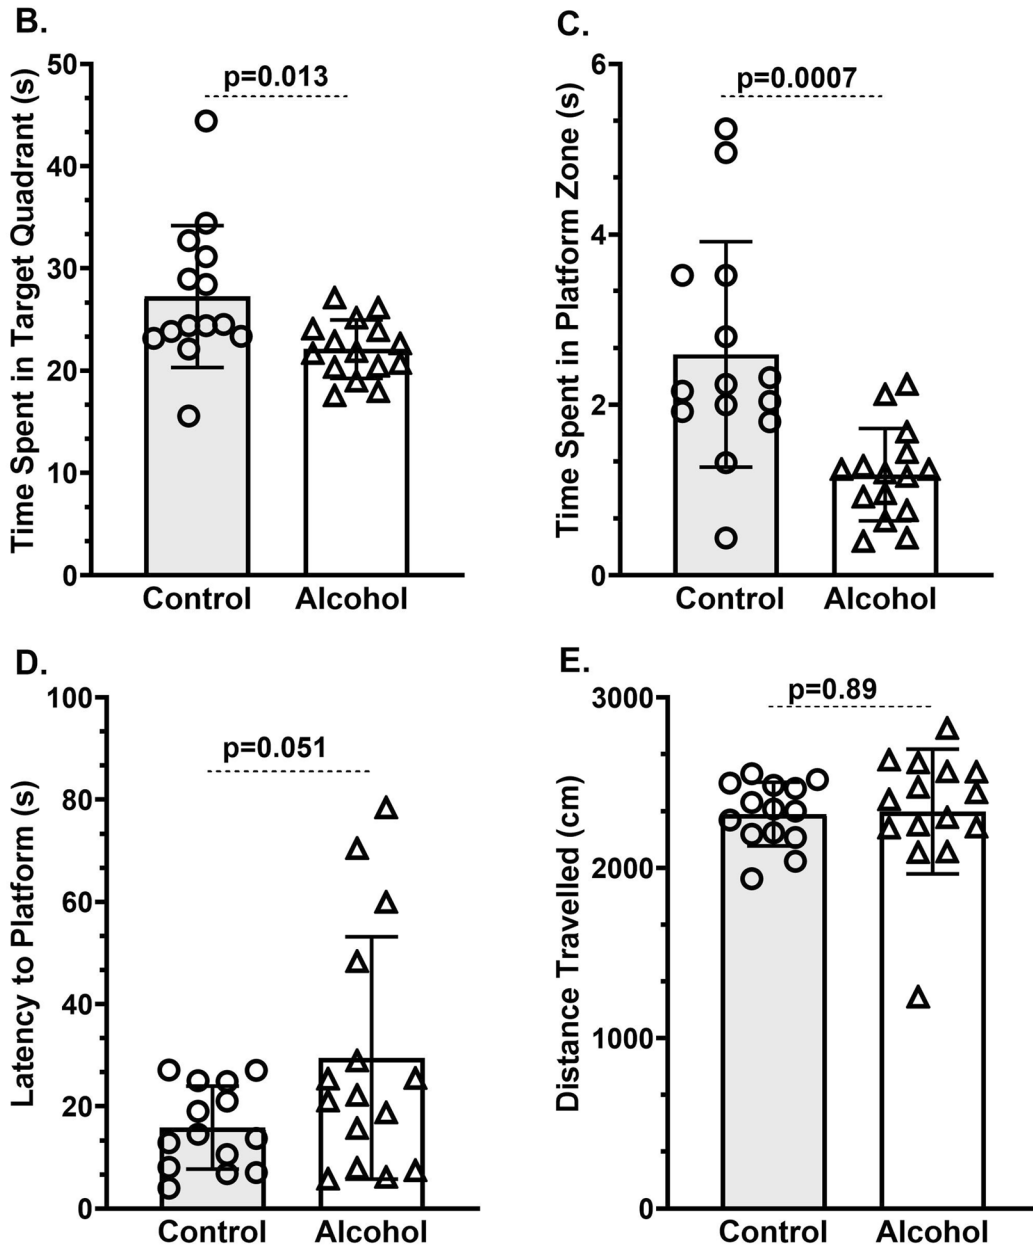 B.
Time Spent in Target Quadrant (s)
50
40
30
20
10
0
p=0.013
Control
Alcohol
C.
Time Spent in Platform Zone (s)
6
4
2
0
p=0.0007
Control
Alcohol
D.
Latency to Platform (s)
100
80
60
40
20
0
p=0.051
Control
Alcohol
E.
Distance Travelled (cm)
3000
2000
1000
0
p=0.89
Control
Alcohol